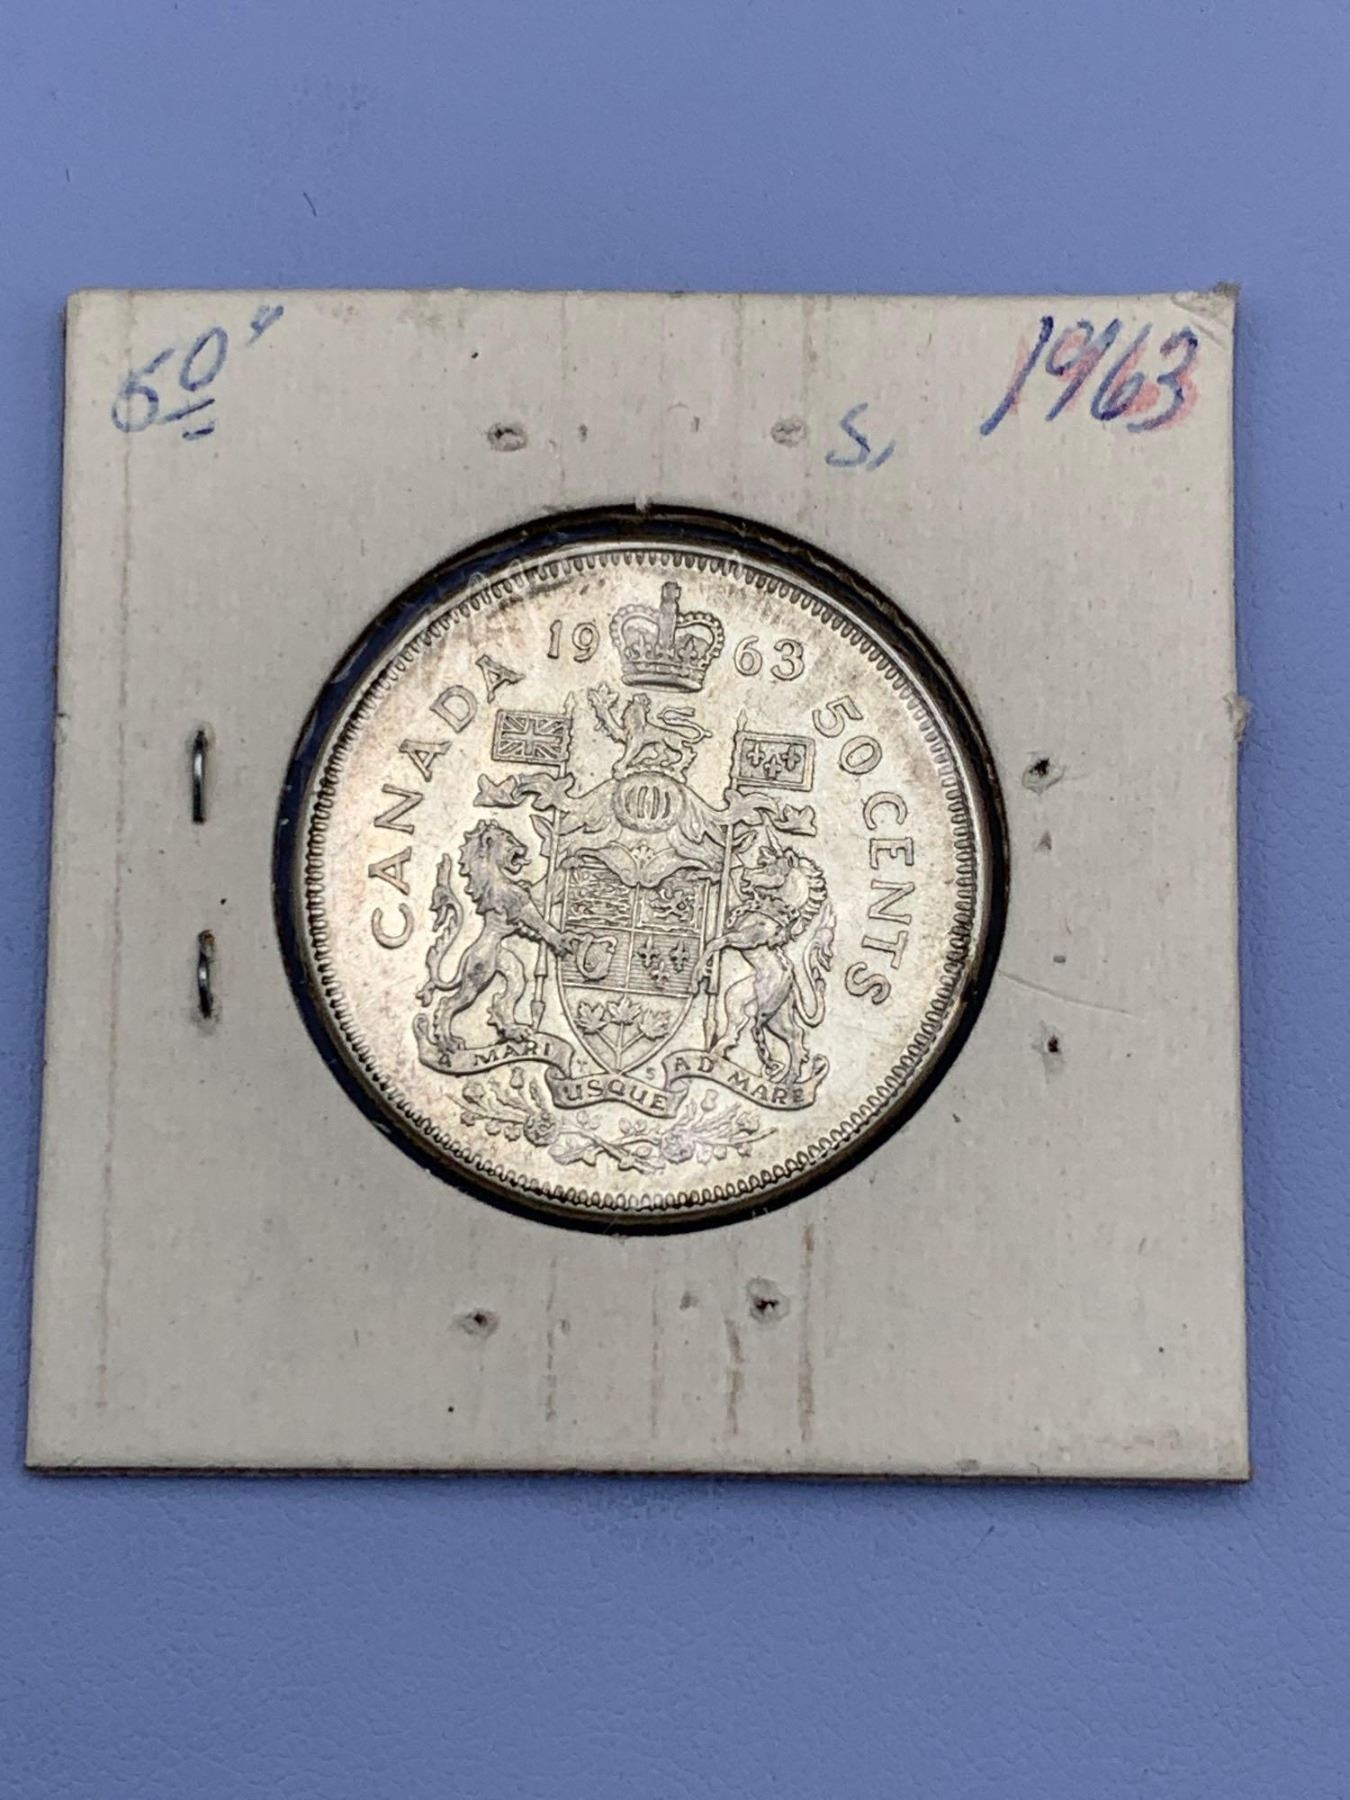 50¢
1963
S,
19 63
CANADA
50 CENTS
A MARI USQUE AD MARE
T S